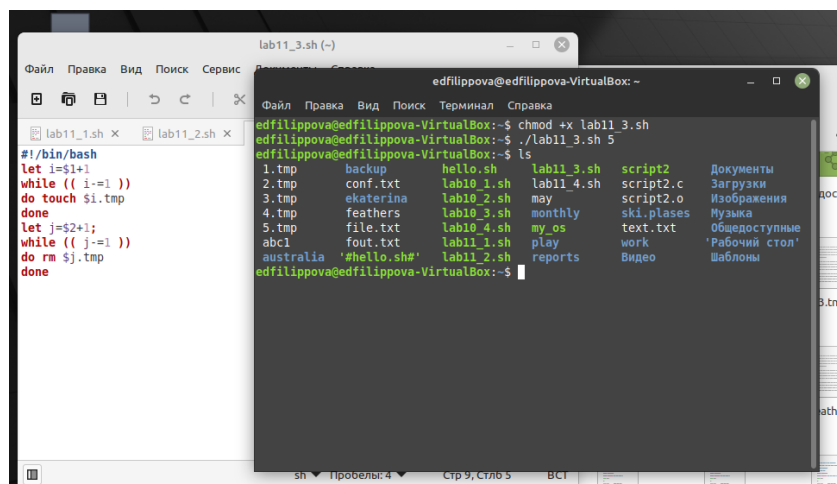 lab11_3.sh (~)
Файл Правка Вид Поиск Сервис
lab11_1.sh lab11_2.sh
#!/bin/bash
let i=$1+1
while (( i-=1 ))
do touch $i.tmp
done
let j=$2+1;
while (( j-=1 ))
do rm $j.tmp
done
sh Пробелы: 4 Стр 9, Стлб 5 ВСТ
edfilippova@edfilippova-VirtualBox: ~
Файл Правка Вид Поиск Терминал Справка
edfilippova@edfilippova-VirtualBox:~$ chmod +x lab11_3.sh
edfilippova@edfilippova-VirtualBox:~$ ./lab11_3.sh 5
edfilippova@edfilippova-VirtualBox:~$ ls
1.tmp backup hello.sh lab11_3.sh script2 Документы
2.tmp conf.txt lab10_1.sh lab11_4.sh script2.c Загрузки
3.tmp ekaterina lab10_2.sh may script2.o Изображения
4.tmp feathers lab10_3.sh monthly ski.plases Музыка
5.tmp file.txt lab10_4.sh my_os text.txt Общедоступные
abc1 fout.txt lab11_1.sh play work 'Рабочий стол'
australia '#hello.sh#' lab11_2.sh reports Видео Шаблоны
edfilippova@edfilippova-VirtualBox:~$